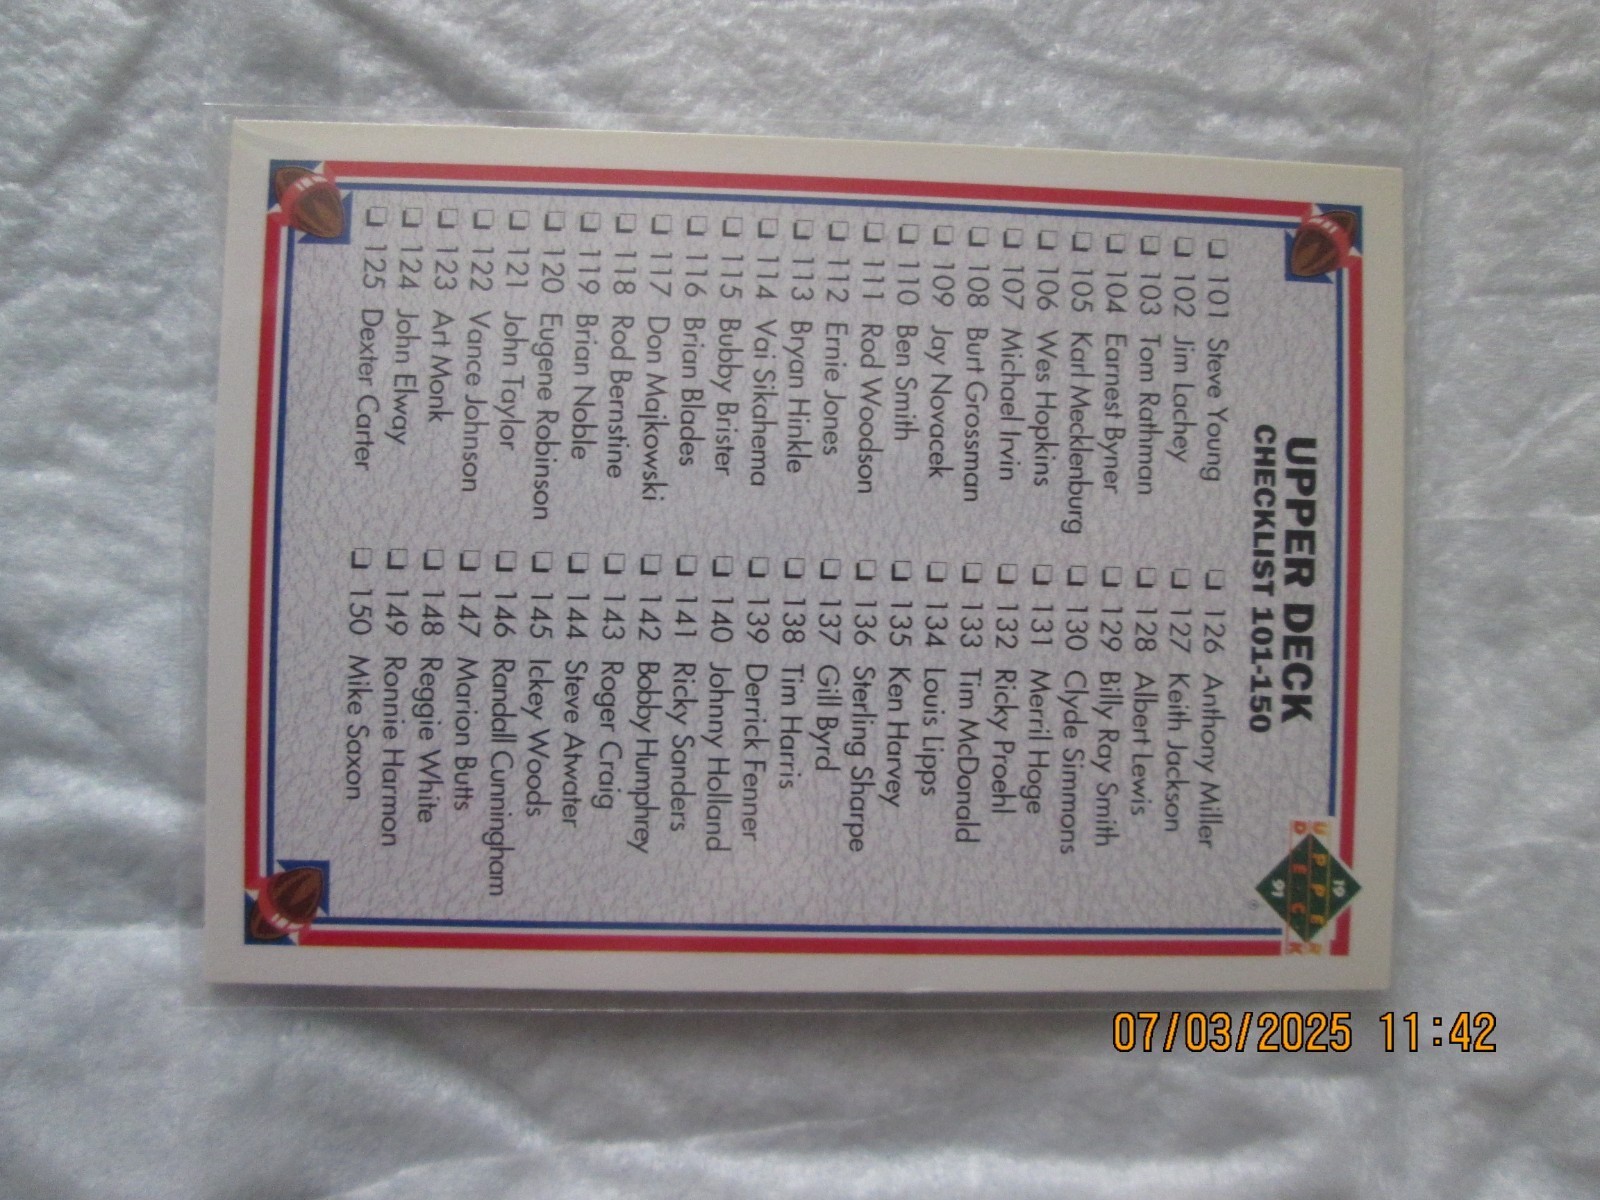 UPPER DECK
CHECKLIST 101-150
19 91
UPPER DECK
101 Steve Young
102 Jim Lachey
103 Tom Rathman
104 Earnest Byner
105 Karl Mecklenburg
106 Wes Hopkins
107 Michael Irvin
108 Burt Grossman
109 Jay Novacek
110 Ben Smith
111 Rod Woodson
112 Ernie Jones
113 Bryan Hinkle
114 Vai Sikahema
115 Bubby Brister
116 Brian Blades
117 Don Majkowski
118 Rod Bernstine
119 Brian Noble
120 Eugene Robinson
121 John Taylor
122 Vance Johnson
123 Art Monk
124 John Elway
125 Dexter Carter
126 Anthony Miller
127 Keith Jackson
128 Albert Lewis
129 Billy Ray Smith
130 Clyde Simmons
131 Merril Hoge
132 Ricky Proehl
133 Tim McDonald
134 Louis Lipps
135 Ken Harvey
136 Sterling Sharpe
137 Gill Byrd
138 Tim Harris
139 Derrick Fenner
140 Johnny Holland
141 Ricky Sanders
142 Bobby Humphrey
143 Roger Craig
144 Steve Atwater
145 Ickey Woods
146 Randall Cunningham
147 Marion Butts
148 Reggie White
149 Ronnie Harmon
150 Mike Saxon
07/03/2025 11:42